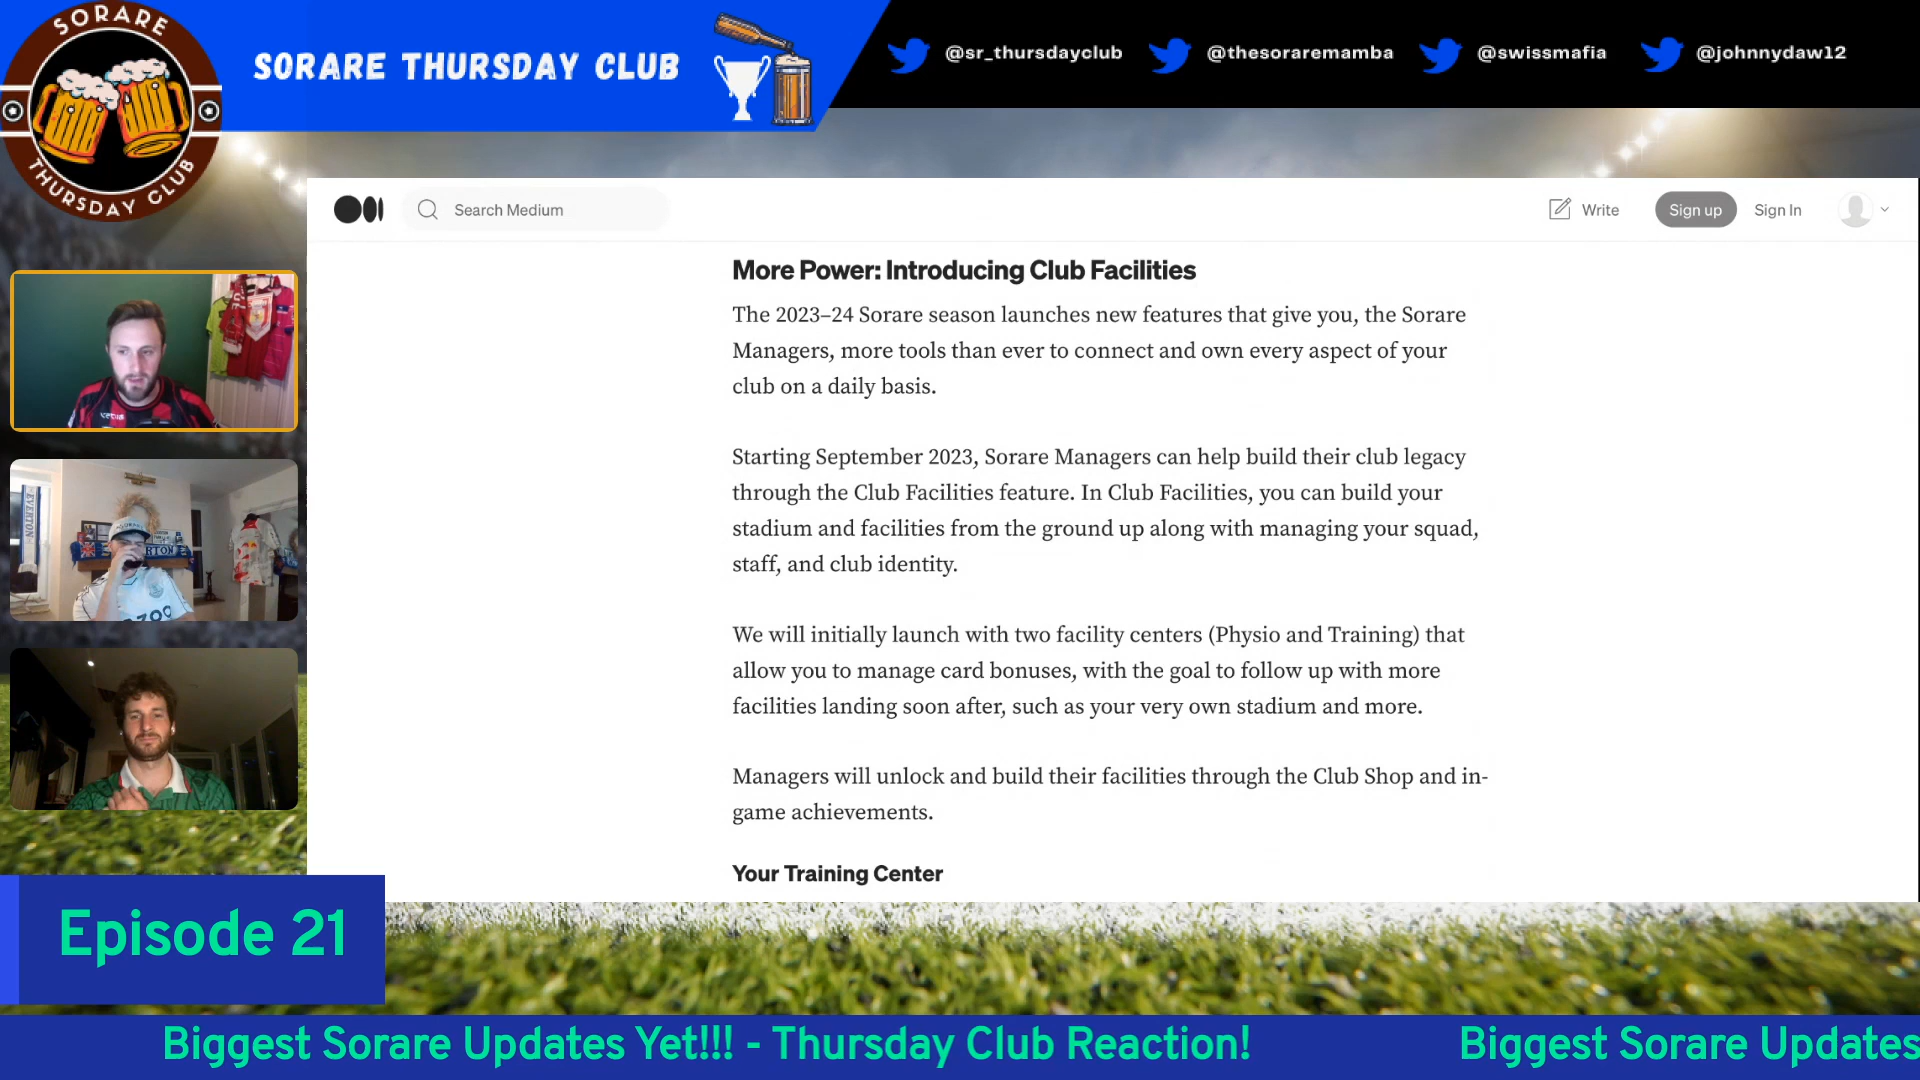 SORARE
THURSDAY CLUB
SORARE THURSDAY CLUB
@sr_thursdayclub
@thesoraremamba
@swissmafia
@johnnydaw12
Search Medium
Write
Sign up
Sign In
More Power: Introducing Club Facilities
The 2023–24 Sorare season launches new features that give you, the Sorare
Managers, more tools than ever to connect and own every aspect of your
club on a daily basis.
Starting September 2023, Sorare Managers can help build their club legacy
through the Club Facilities feature. In Club Facilities, you can build your
stadium and facilities from the ground up along with managing your squad,
staff, and club identity.
We will initially launch with two facility centers (Physio and Training) that
allow you to manage card bonuses, with the goal to follow up with more
facilities landing soon after, such as your very own stadium and more.
Managers will unlock and build their facilities through the Club Shop and in-
game achievements.
Your Training Center
EVERTON
RTON
Episode 21
Biggest Sorare Updates Yet!!! - Thursday Club Reaction!
Biggest Sorare Updates